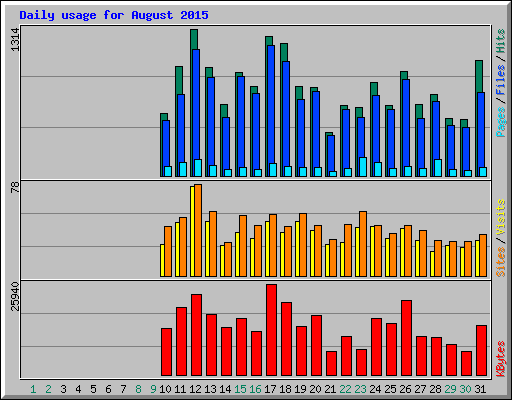 Daily usage for August 2015
1314
Pages/Files/Hits
78
Sites/Visits
25940
KBytes
1 2 3 4 5 6 7 8 9 10 11 12 13 14 15 16 17 18 19 20 21 22 23 24 25 26 27 28 29 30 31